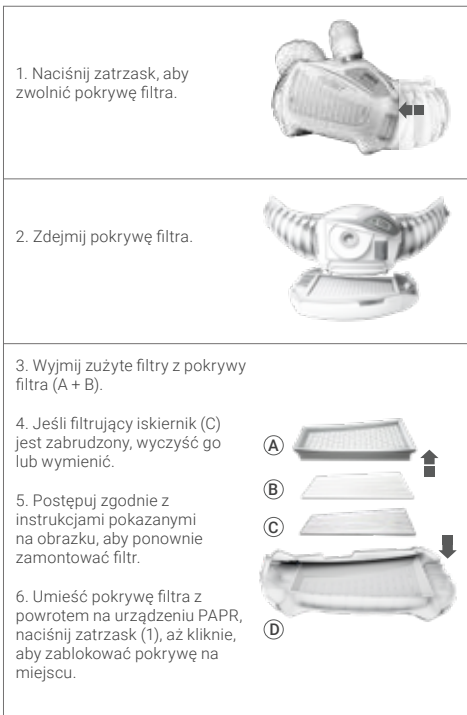 1. Naciśnij zatrzask, aby
zwolnić pokrywę filtra.
2. Zdejmij pokrywę filtra.
3. Wyjmij zużyte filtry z pokrywy
filtra (A + B).
4. Jeśli filtrujący iskiernik (C)
jest zabrudzony, wyczyść go
lub wymienić.
5. Postępuj zgodnie z
instrukcjami pokazanymi
na obrazku, aby ponownie
zamontować filtr.
6. Umieść pokrywę filtra z
powrotem na urządzeniu PAPR,
naciśnij zatrzask (1), aż kliknie,
aby zablokować pokrywę na
miejscu.
A
B
C
D